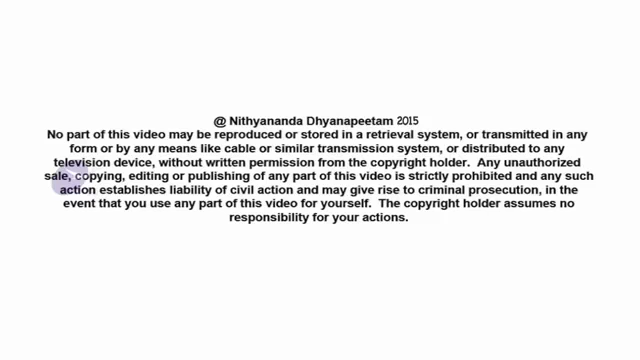 @ Nithyananda Dhyanapeetam 2015
No part of this video may be reproduced or stored in a retrieval system, or transmitted in any
form or by any means like cable or similar transmission system, or distributed to any
television device, without written permission from the copyright holder. Any unauthorized
sale, copying, editing or publishing of any part of this video is strictly prohibited and any such
action establishes liability of civil action and may give rise to criminal prosecution, in the
event that you use any part of this video for yourself. The copyright holder assumes no
responsibility for your actions.